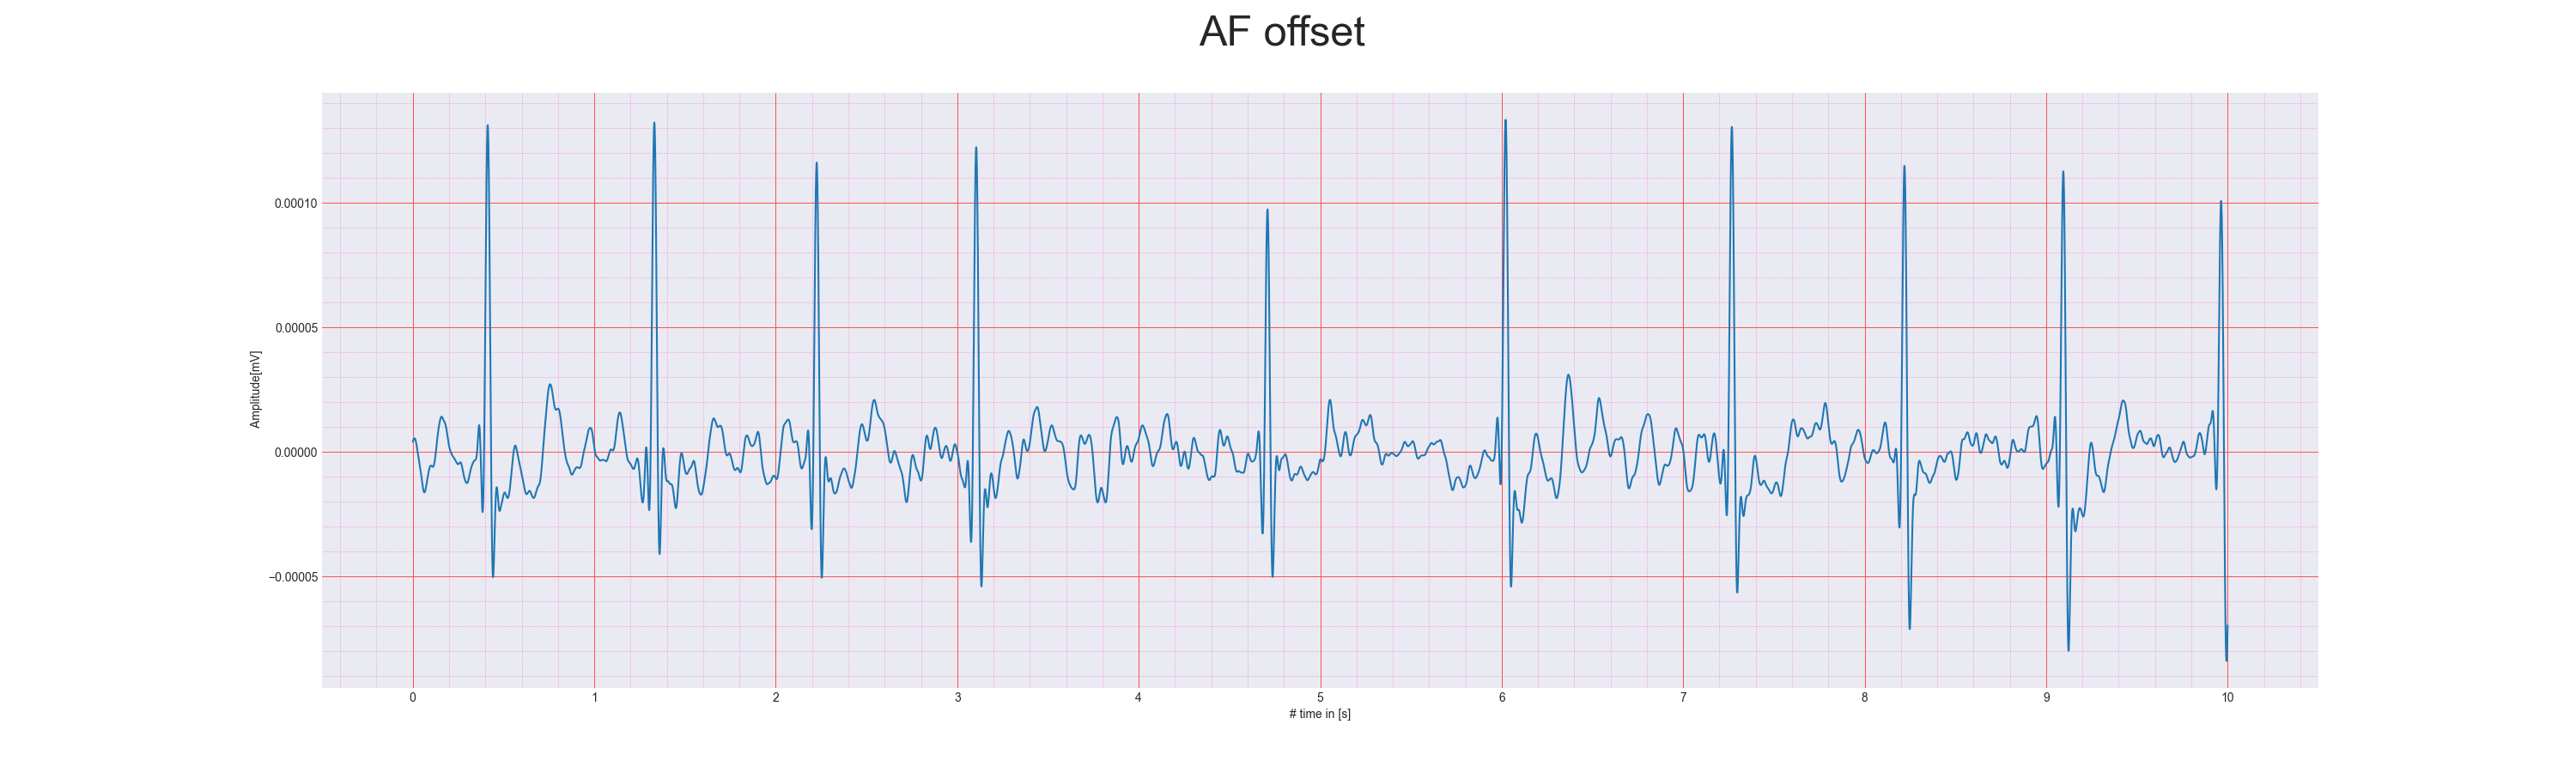 AF offset
0.00010
0.00005
0.00000
−0.00005
Amplitude[mV]
0 1 2 3 4 5 6 7 8 9 10
# time in [s]